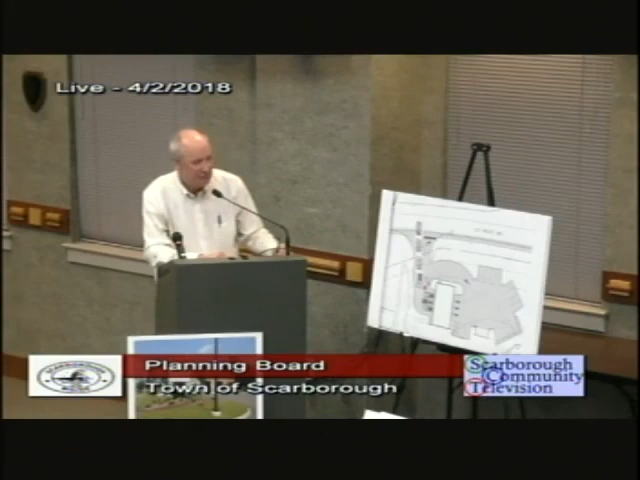 Live - 4/2/2018
Planning Board
Town of Scarborough
Scarborough
Community
Television